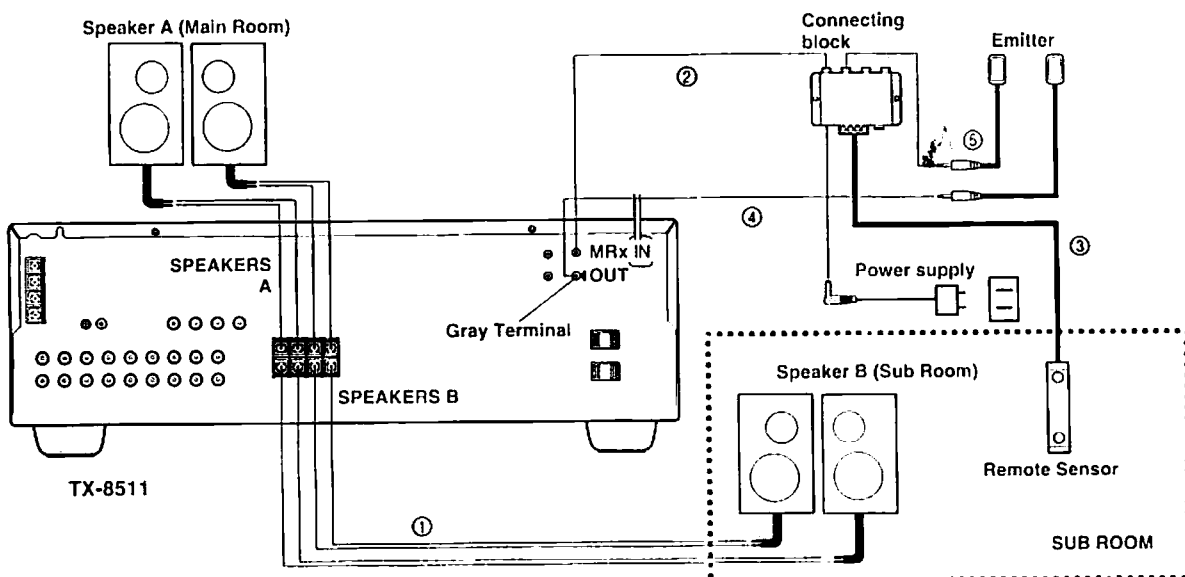 Speaker A (Main Room)
Connecting
block
Emitter
②
⑤
④
③
SPEAKERS
A
MRx IN
OUT
Gray Terminal
Power supply
SPEAKERS B
Speaker B (Sub Room)
Remote Sensor
TX-8511
①
SUB ROOM